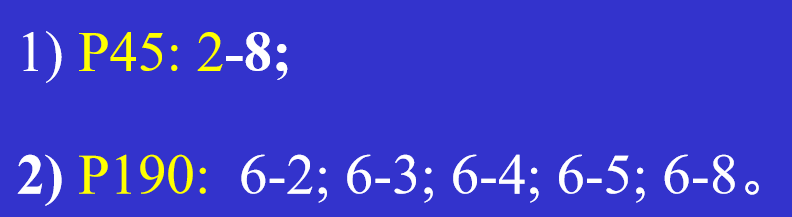 1) P45: 2-8;
2) P190: 6-2; 6-3; 6-4; 6-5; 6-8。